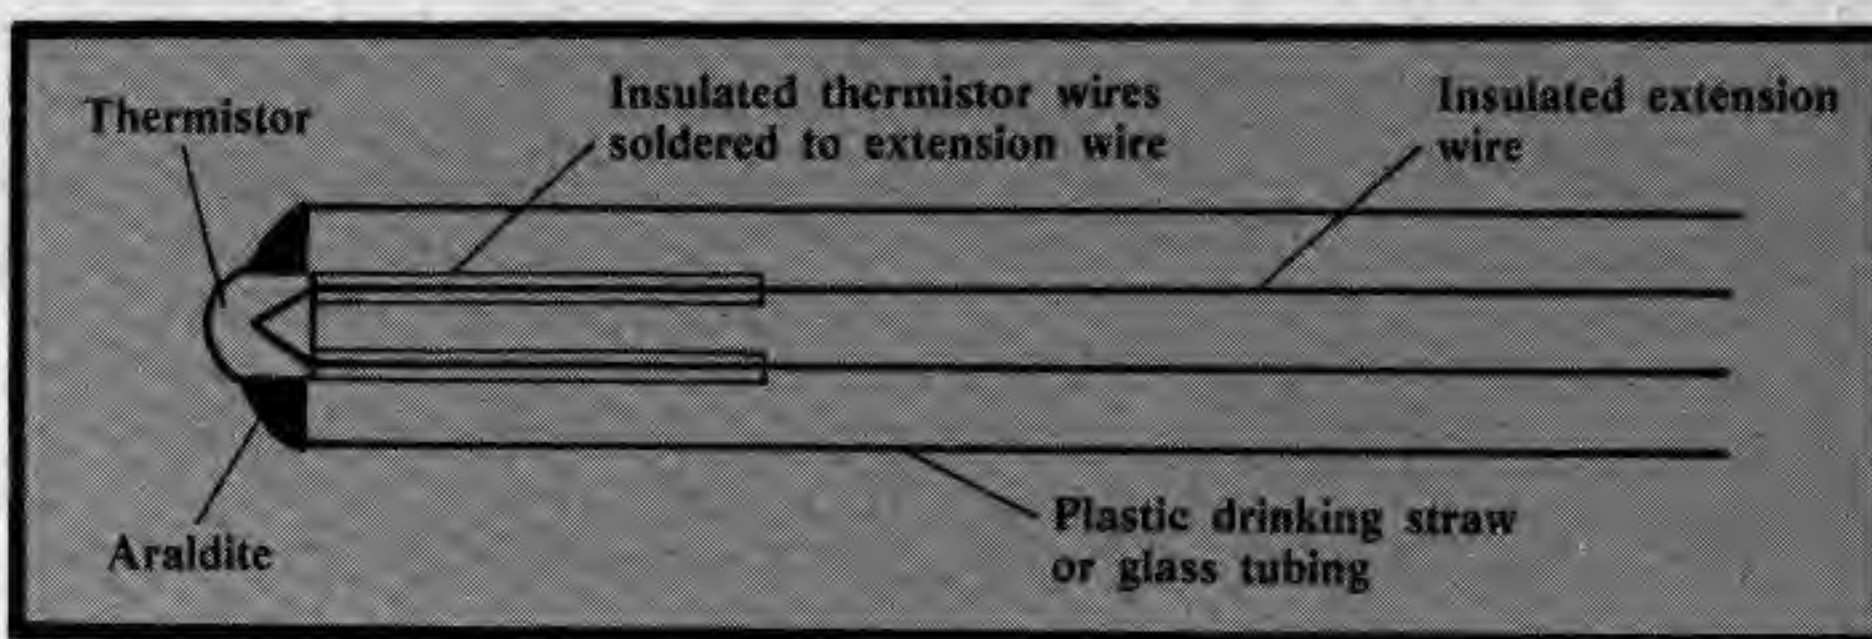 Thermistor
Insulated thermistor wires
soldered to extension wire
Insulated extension
wire
Araldite
Plastic drinking straw
or glass tubing